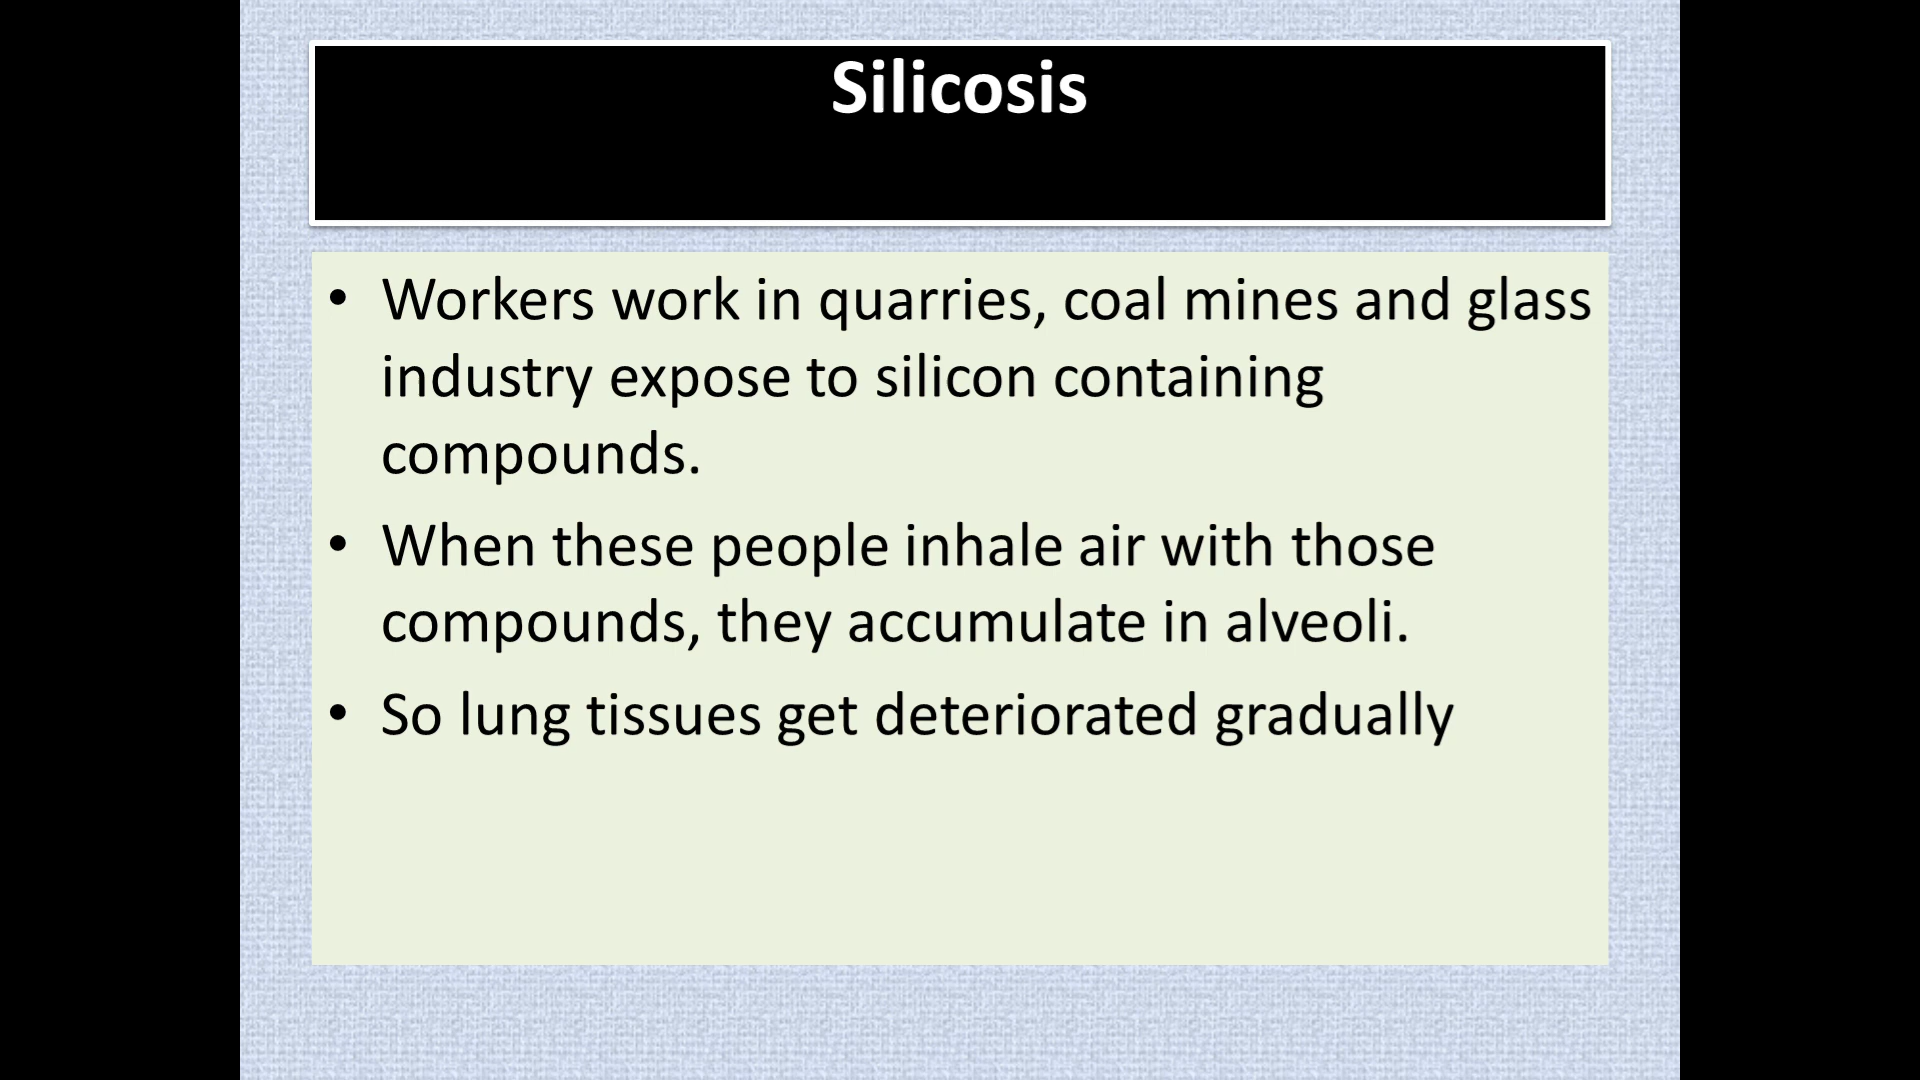 Silicosis
• Workers work in quarries, coal mines and glass
industry expose to silicon containing
compounds.
• When these people inhale air with those
compounds, they accumulate in alveoli.
• So lung tissues get deteriorated gradually